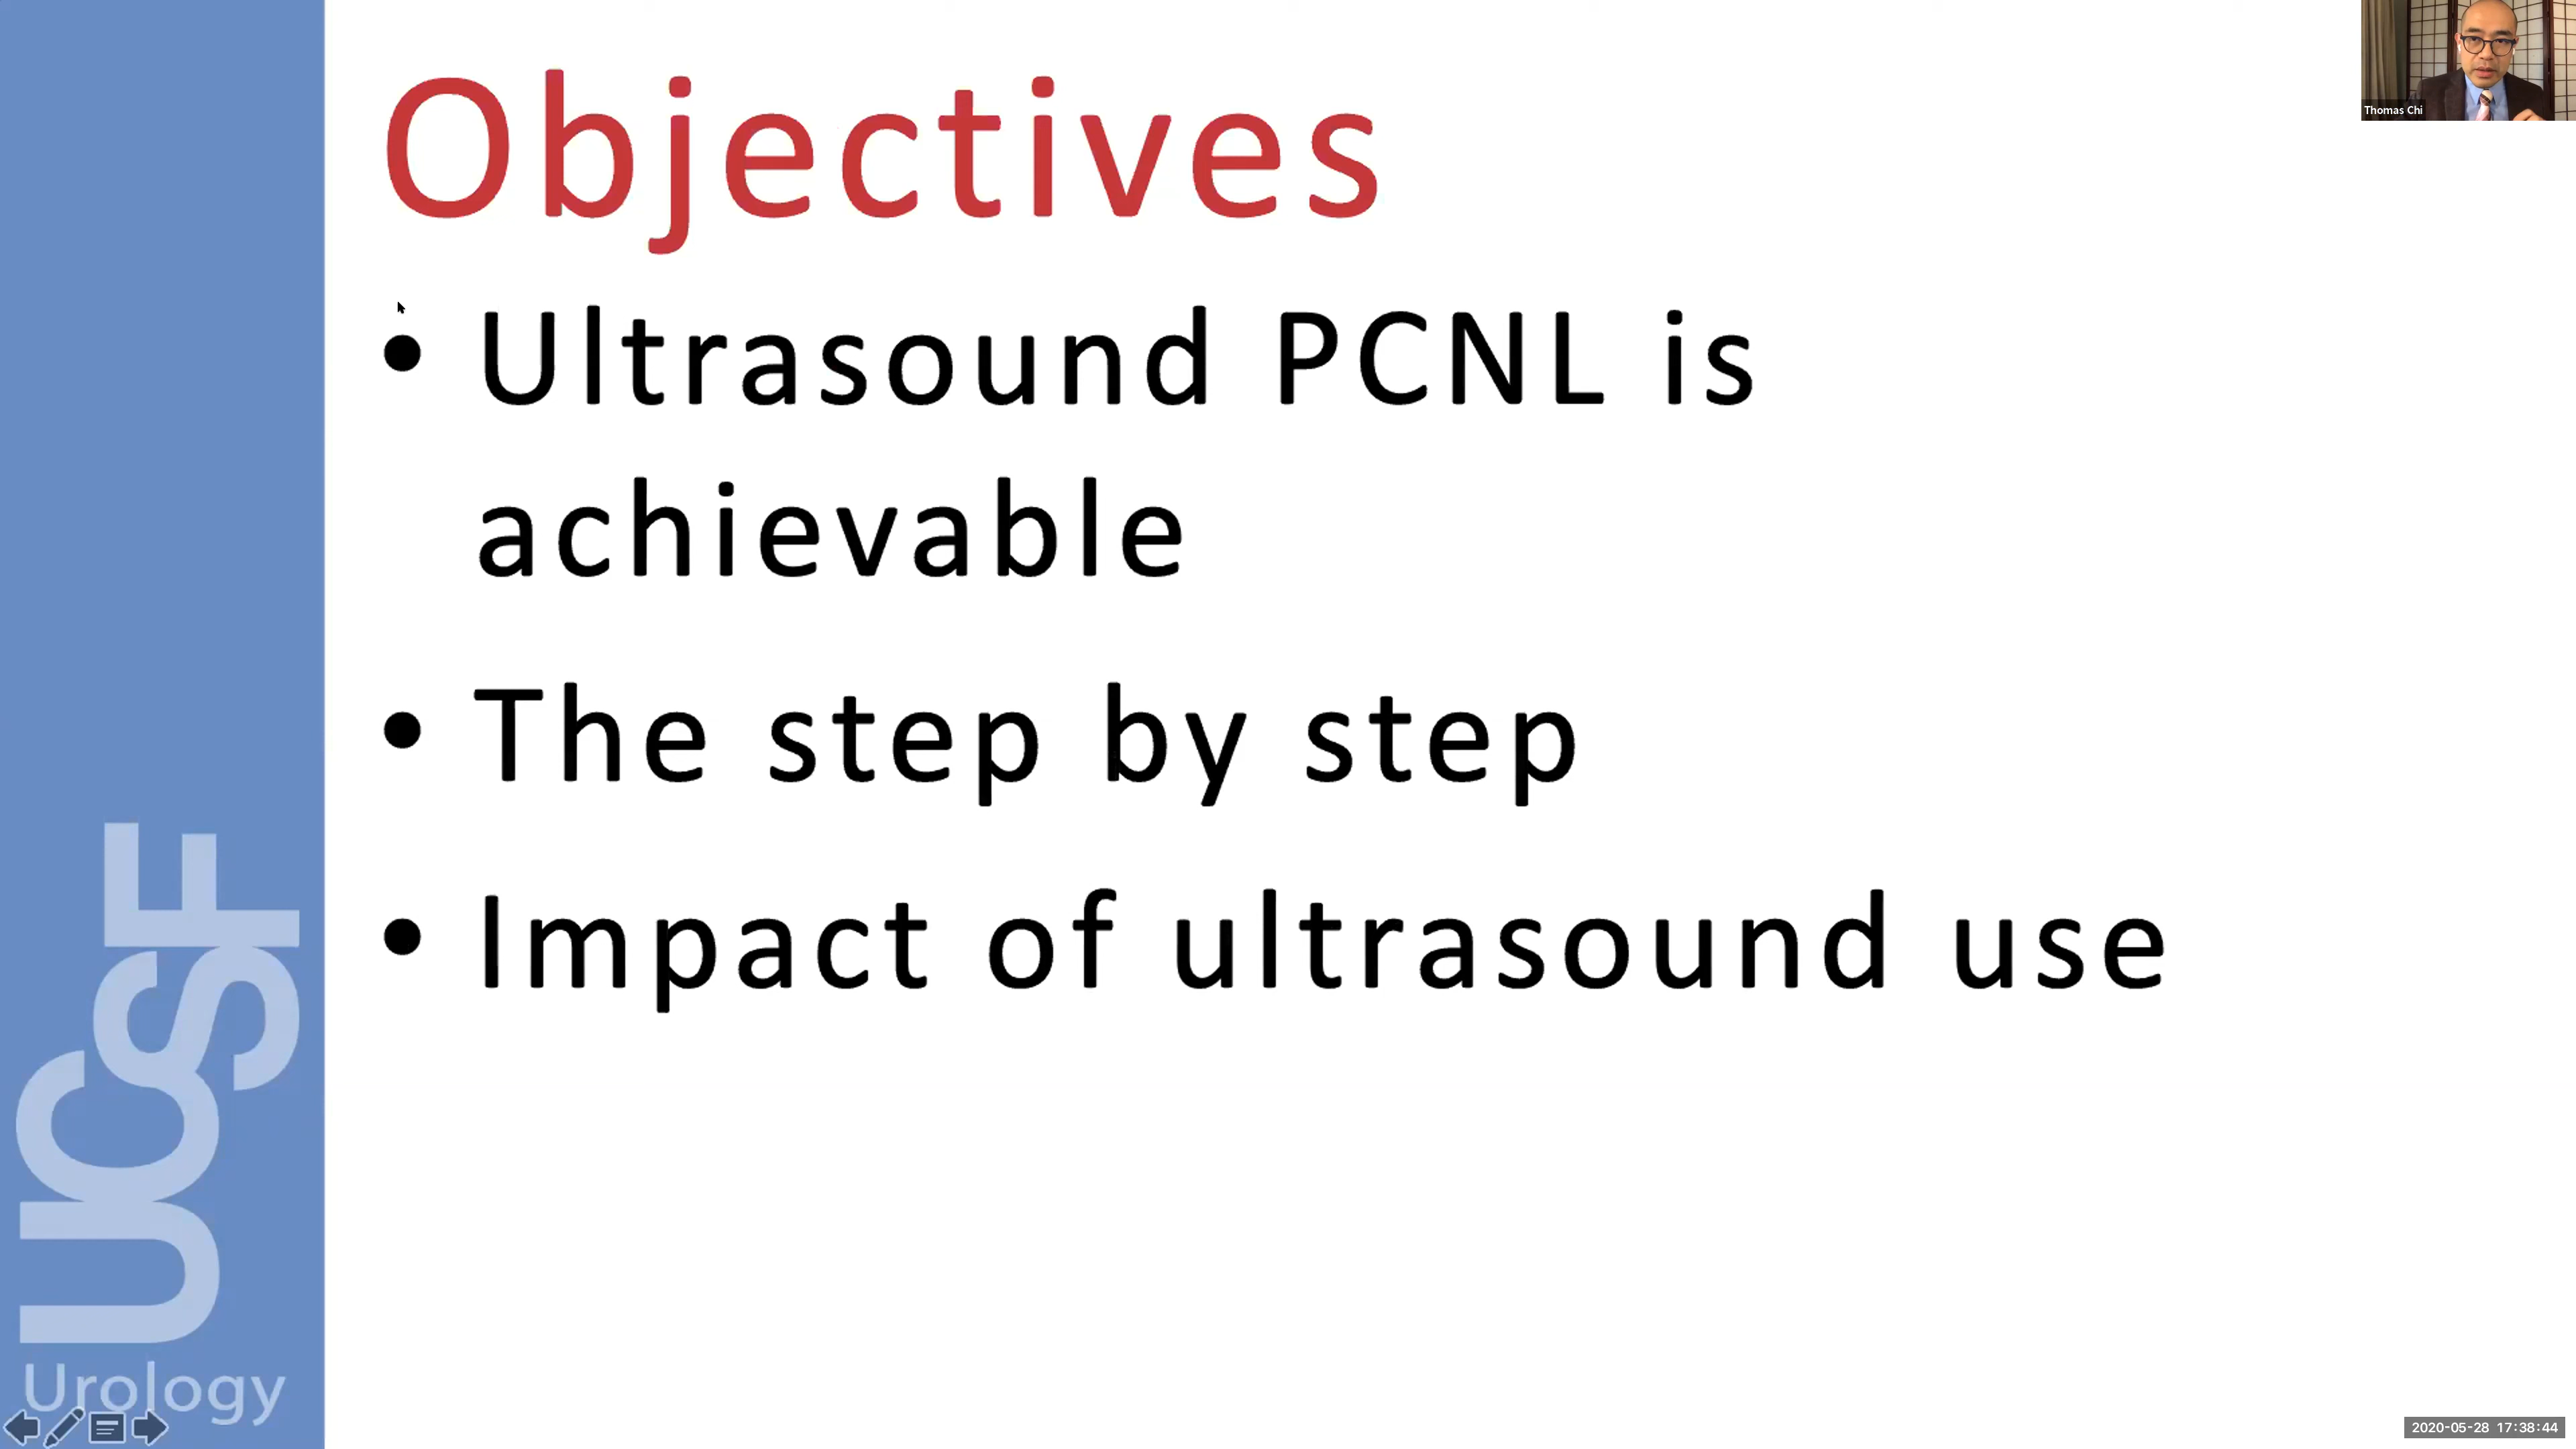 Objectives
• Ultrasound PCNL is
achievable
• The step by step
• Impact of ultrasound use
UCSF
Urology
Thomas Chi
2020-05-28 17:38:44